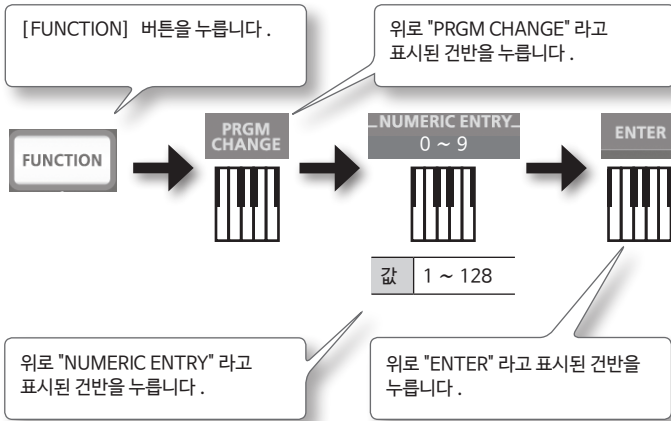 [FUNCTION] 버튼을 누릅니다 .
위로 "PRGM CHANGE" 라고
표시된 건반을 누릅니다 .
FUNCTION
PRGM
CHANGE
NUMERIC ENTRY
0 ~ 9
ENTER
값 1 ~ 128
위로 "NUMERIC ENTRY" 라고
표시된 건반을 누릅니다 .
위로 "ENTER" 라고 표시된 건반을
누릅니다 .